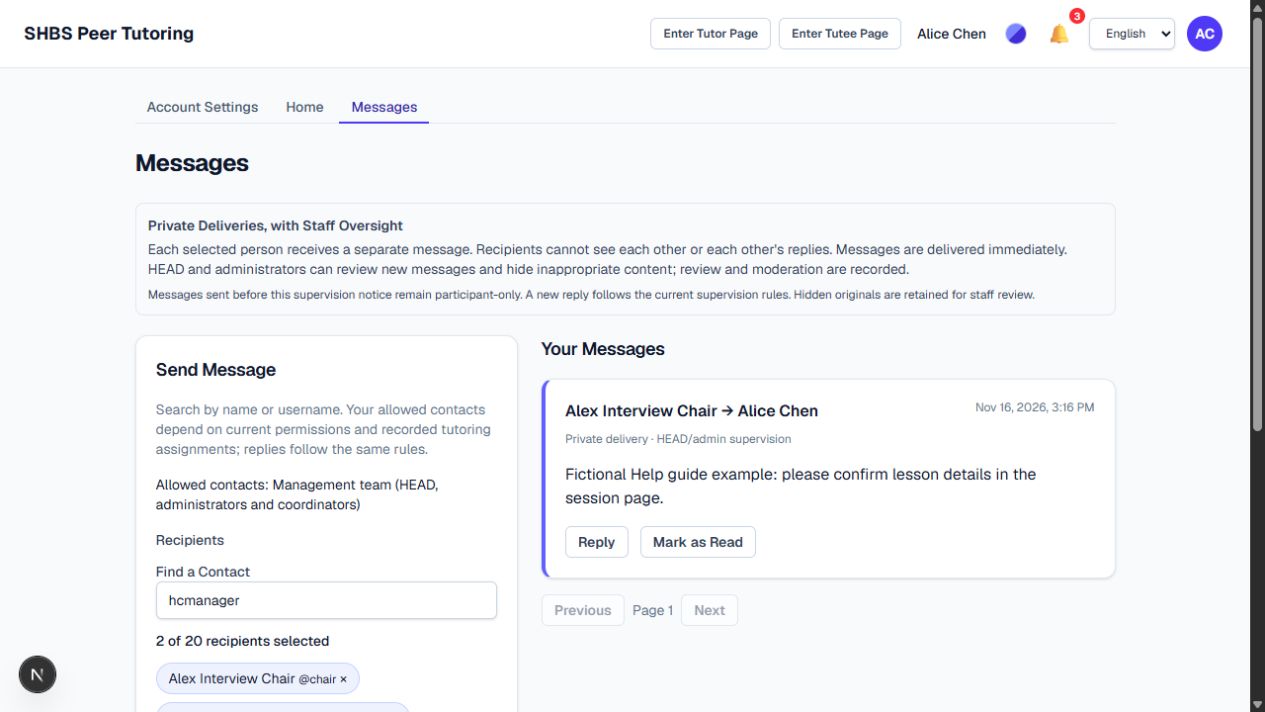 SHBS Peer Tutoring
Enter Tutor Page
Enter Tutee Page
Alice Chen
3
English
AC
Account Settings
Home
Messages
Messages
Private Deliveries, with Staff Oversight
Each selected person receives a separate message. Recipients cannot see each other or each other's replies. Messages are delivered immediately.
HEAD and administrators can review new messages and hide inappropriate content; review and moderation are recorded.
Messages sent before this supervision notice remain participant-only. A new reply follows the current supervision rules. Hidden originals are retained for staff review.
Send Message
Search by name or username. Your allowed contacts
depend on current permissions and recorded tutoring
assignments; replies follow the same rules.
Allowed contacts: Management team (HEAD,
administrators and coordinators)
Recipients
Find a Contact
hcmanager
2 of 20 recipients selected
Alex Interview Chair @chair ×
N
Your Messages
Alex Interview Chair → Alice Chen
Nov 16, 2026, 3:16 PM
Private delivery · HEAD/admin supervision
Fictional Help guide example: please confirm lesson details in the
session page.
Reply
Mark as Read
Previous
Page 1
Next